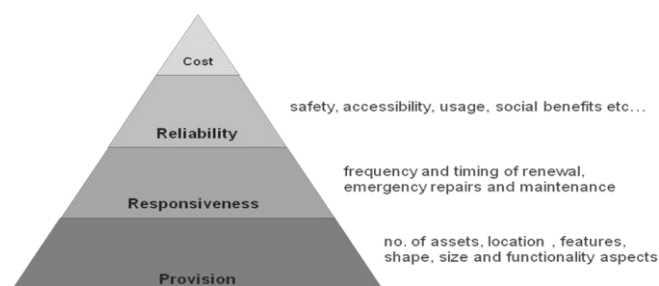 Cost
safety, accessibility, usage, social benefits etc...
Reliability
frequency and timing of renewal,
emergency repairs and maintenance
Responsiveness
no. of assets, location , features,
shape, size and functionality aspects
Provision